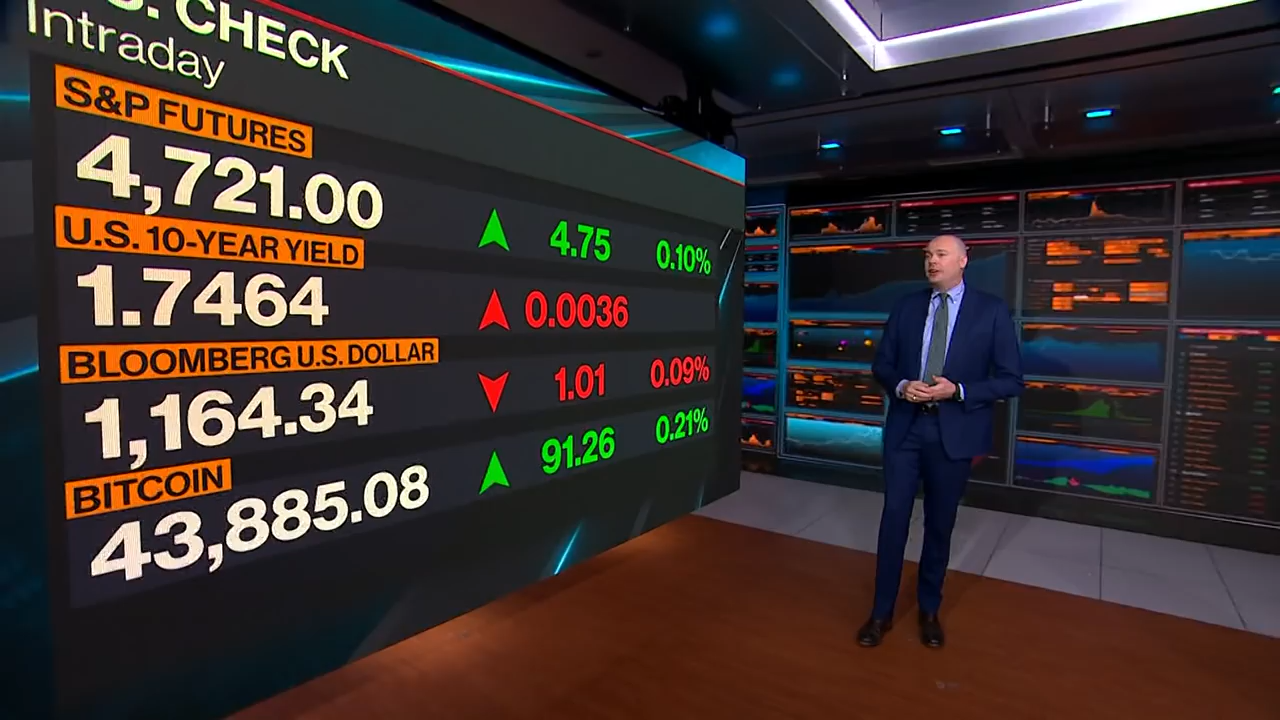 CHECK
Intraday
S&P FUTURES
4,721.00 4.75 0.10%
U.S. 10-YEAR YIELD
1.7464 0.0036
BLOOMBERG U.S. DOLLAR
1,164.34 1.01 0.09%
BITCOIN
43,885.08 91.26 0.21%